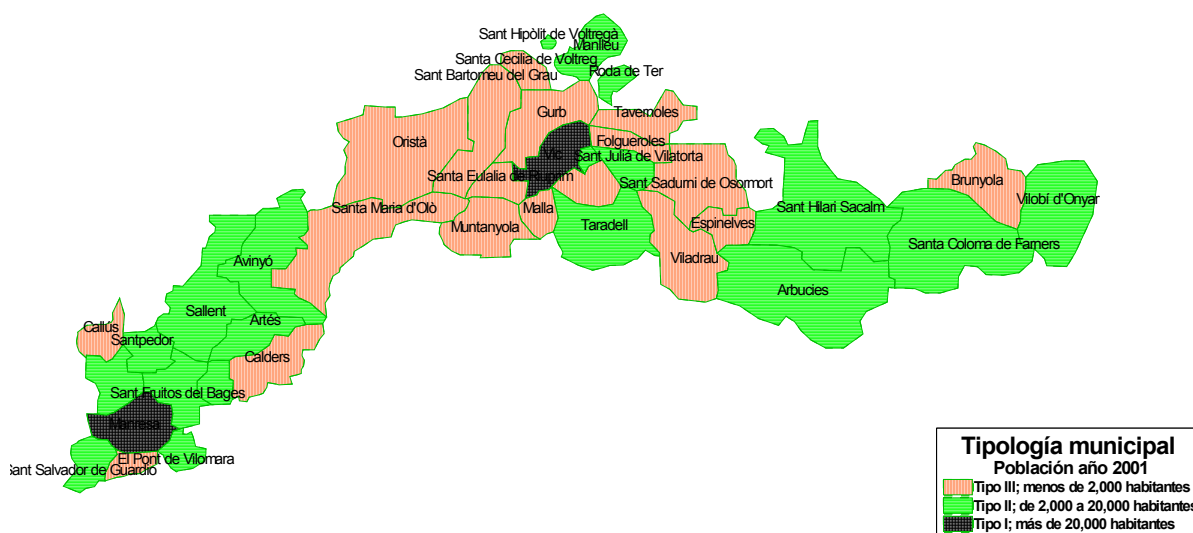 Sant Hipòlit de Voltregà
Manlleu
Santa Cecilia de Voltreg
Sant Bartomeu del Grau
Roda de Ter
Gurb
Tavernoles
Oristà
Folgueroles
Vic
Sant Juliá de Vilatorta
Santa Eulalia de Riuprim
Sant Sadurni de Osormort
Brunyola
Vilobí d'Onyar
Santa Maria d'Olò
Malla
Muntanyola
Taradell
Espinelves
Sant Hilari Sacalm
Avinyó
Santa Coloma de Farners
Viladrau
Arbucies
Sallent
Artés
Callús
Santpedor
Calders
Sant Fruitos del Bages
Manresa
El Pont de Vilomara
Sant Salvador de Guardiò
Tipología municipal
Población año 2001
Tipo III; menos de 2,000 habitantes
Tipo II; de 2,000 a 20,000 habitantes
Tipo I; más de 20,000 habitantes